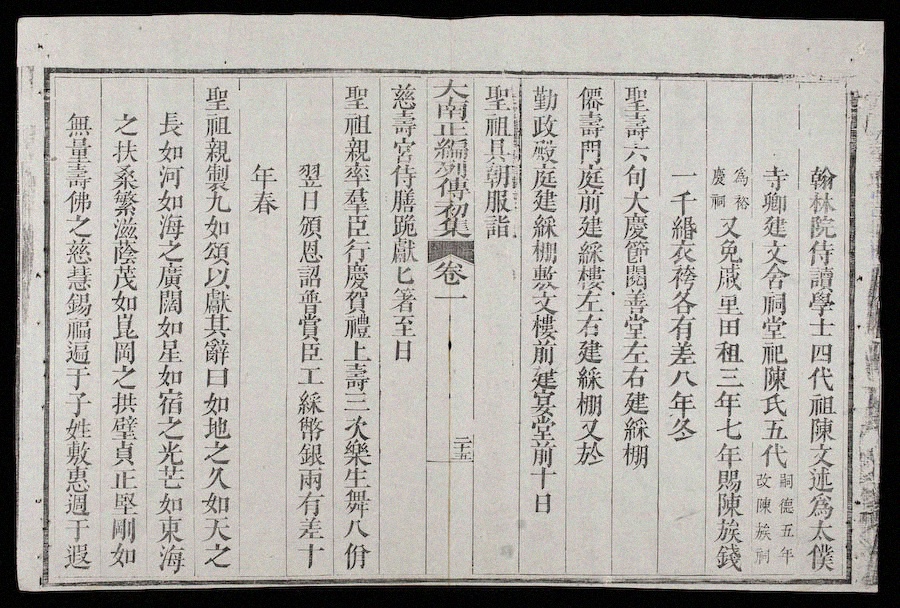 翰林院侍讀學士四代祖陳文述爲太僕
寺卿建文舍祠堂祀陳氏五代嗣德五年改陳族祠
爲裕慶祠又免戚里田租三年七年賜陳族錢
一千緡衣袴各有差八年冬
聖壽六旬大慶節閱善堂左右建綵棚
僊壽門庭前建綵樓左右建綵棚又於
勤政殿庭建綵棚敷文樓前建宴堂前十日
聖祖具朝服詣
大南正編列傳初集 卷一 二十五
慈壽宮侍膳跪獻匕箸至日
聖祖親率羣臣行慶賀禮上壽三次樂生舞八佾
翌日頒恩詔普賞臣工綵幣銀兩有差十
年春
聖祖親製九如頌以獻其辭曰如地之久如天之
長如河如海之廣闊如星如宿之光芒如東海
之扶桑繁滋蔭茂如崑岡之拱璧貞正堅剛如
無量壽佛之慈慧錫福遍于子姓敷惠週于遐